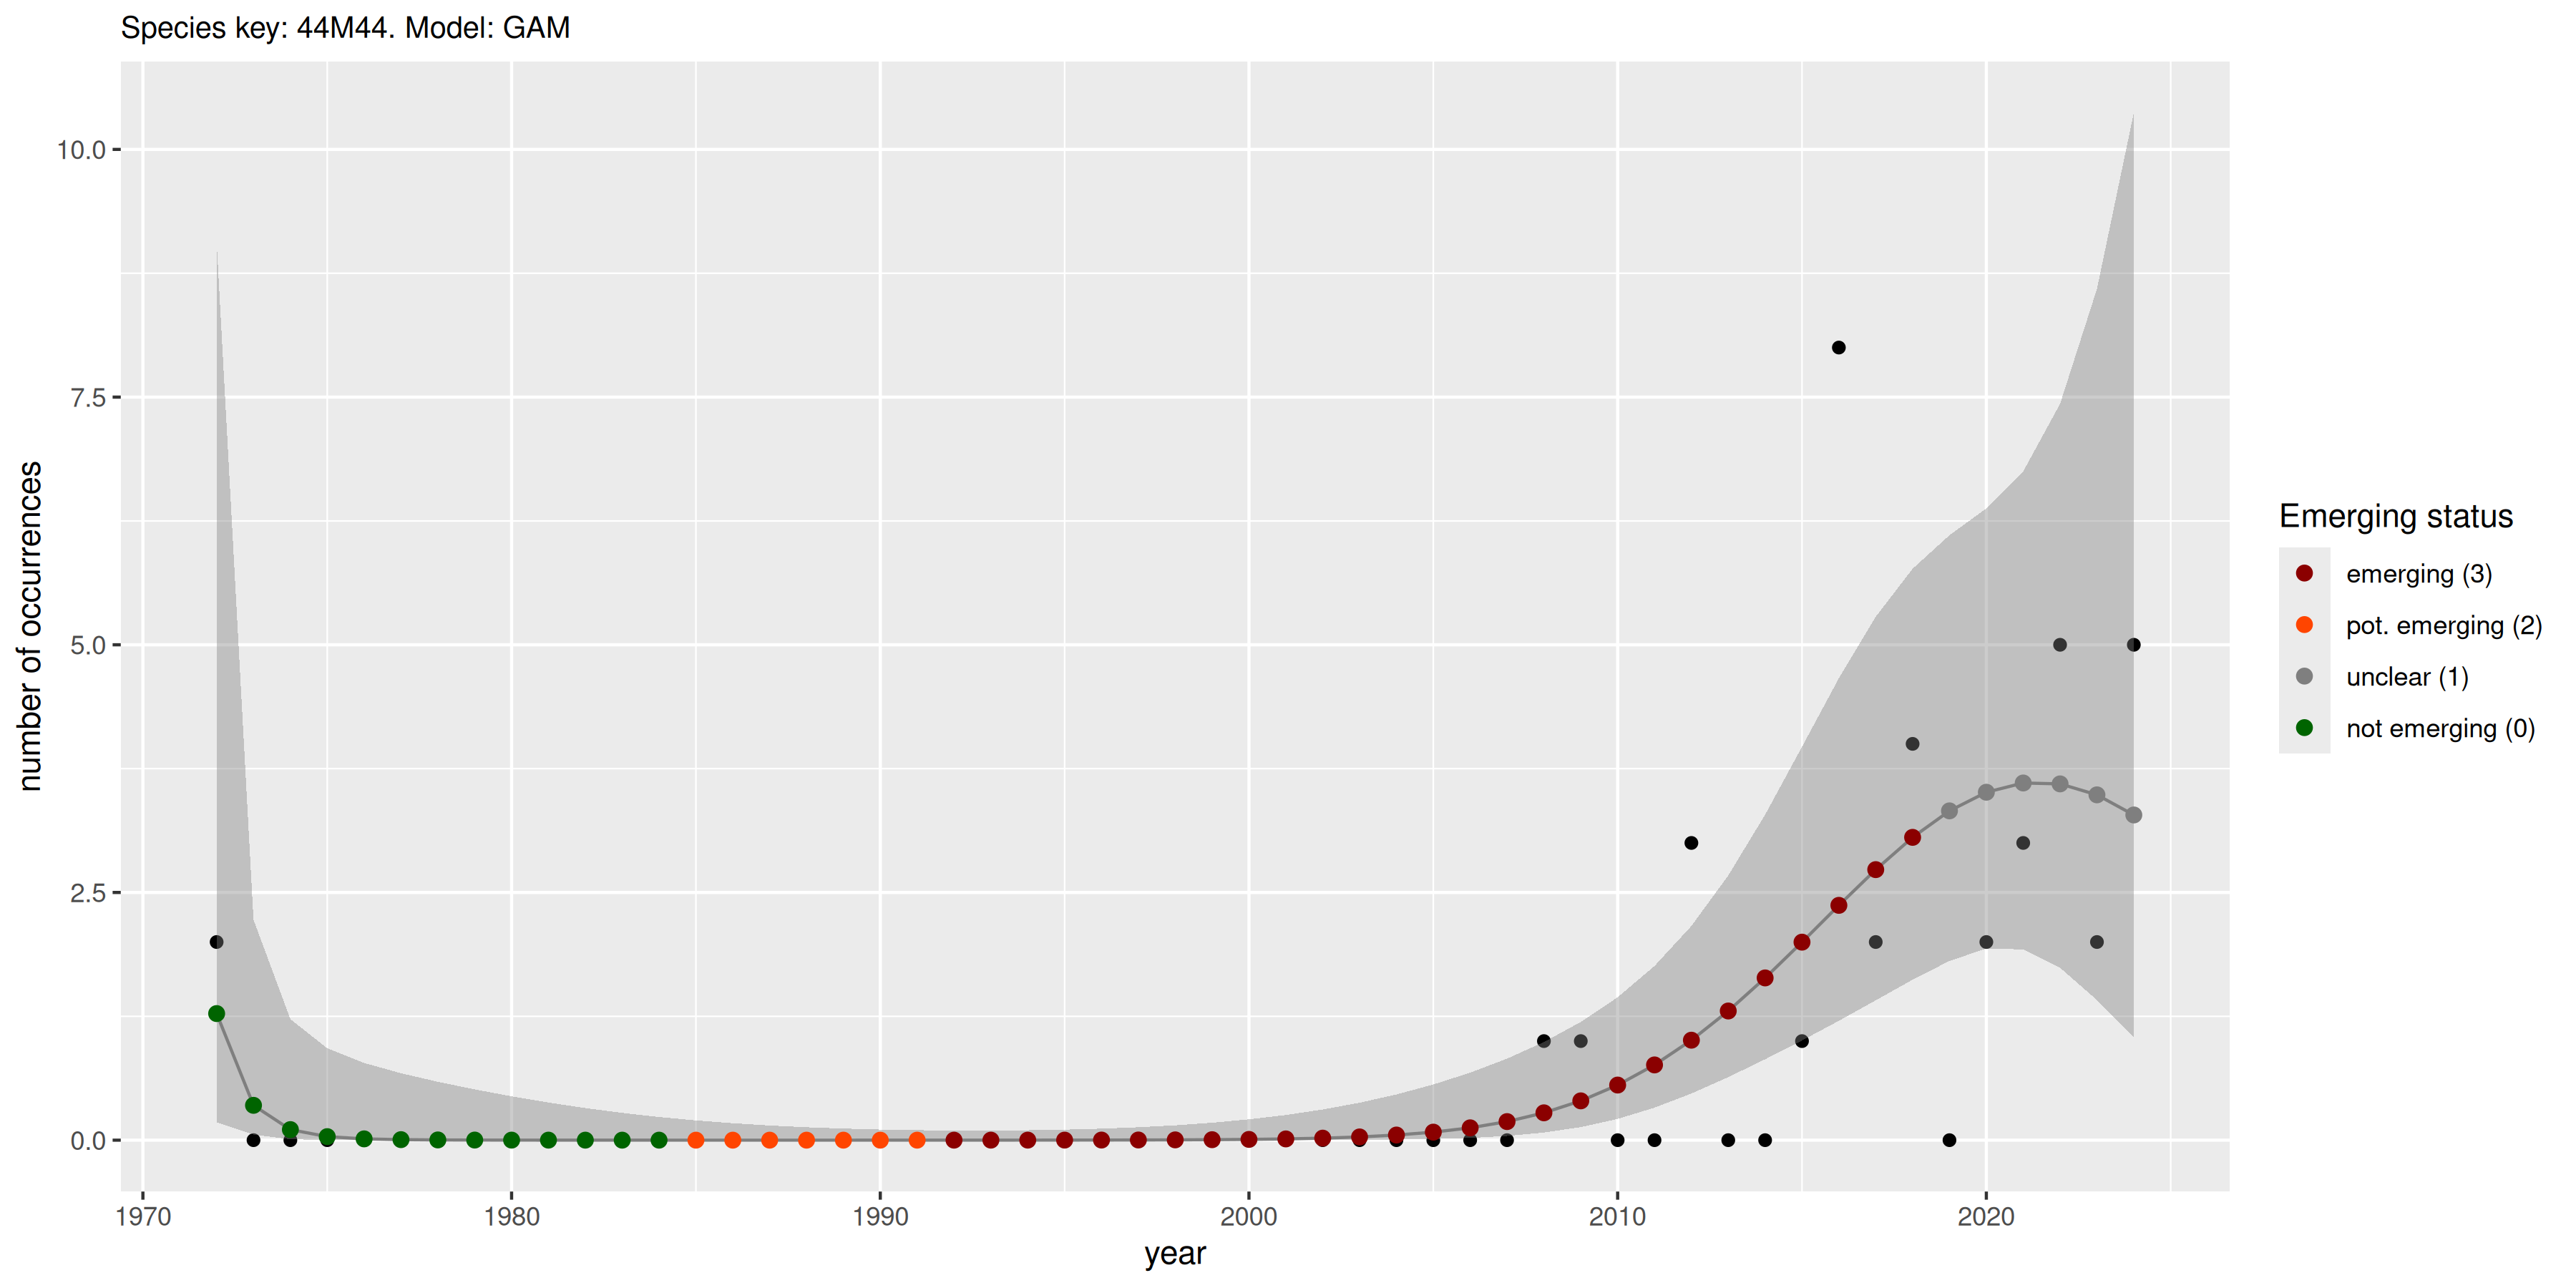 Species key: 44M44. Model: GAM
number of occurrences
10.0
7.5
5.0
2.5
0.0
1970 1980 1990 2000 2010 2020
year
Emerging status
emerging (3)
pot. emerging (2)
unclear (1)
not emerging (0)